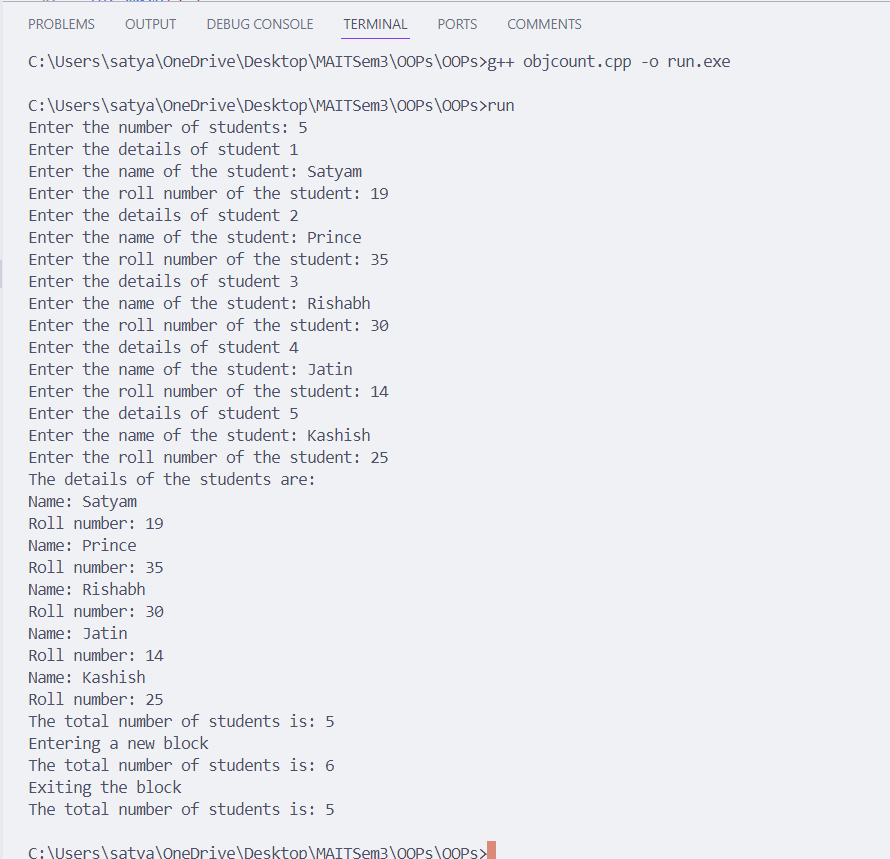 PROBLEMS OUTPUT DEBUG CONSOLE TERMINAL PORTS COMMENTS
C:\Users\satya\OneDrive\Desktop\MAITSem3\OOPs\OOPs>g++ objcount.cpp -o run.exe
C:\Users\satya\OneDrive\Desktop\MAITSem3\OOPs\OOPs>run
Enter the number of students: 5
Enter the details of student 1
Enter the name of the student: Satyam
Enter the roll number of the student: 19
Enter the details of student 2
Enter the name of the student: Prince
Enter the roll number of the student: 35
Enter the details of student 3
Enter the name of the student: Rishabh
Enter the roll number of the student: 30
Enter the details of student 4
Enter the name of the student: Jatin
Enter the roll number of the student: 14
Enter the details of student 5
Enter the name of the student: Kashish
Enter the roll number of the student: 25
The details of the students are:
Name: Satyam
Roll number: 19
Name: Prince
Roll number: 35
Name: Rishabh
Roll number: 30
Name: Jatin
Roll number: 14
Name: Kashish
Roll number: 25
The total number of students is: 5
Entering a new block
The total number of students is: 6
Exiting the block
The total number of students is: 5
C:\Users\satya\OneDrive\Desktop\MAITSem3\OOPs\OOPs>